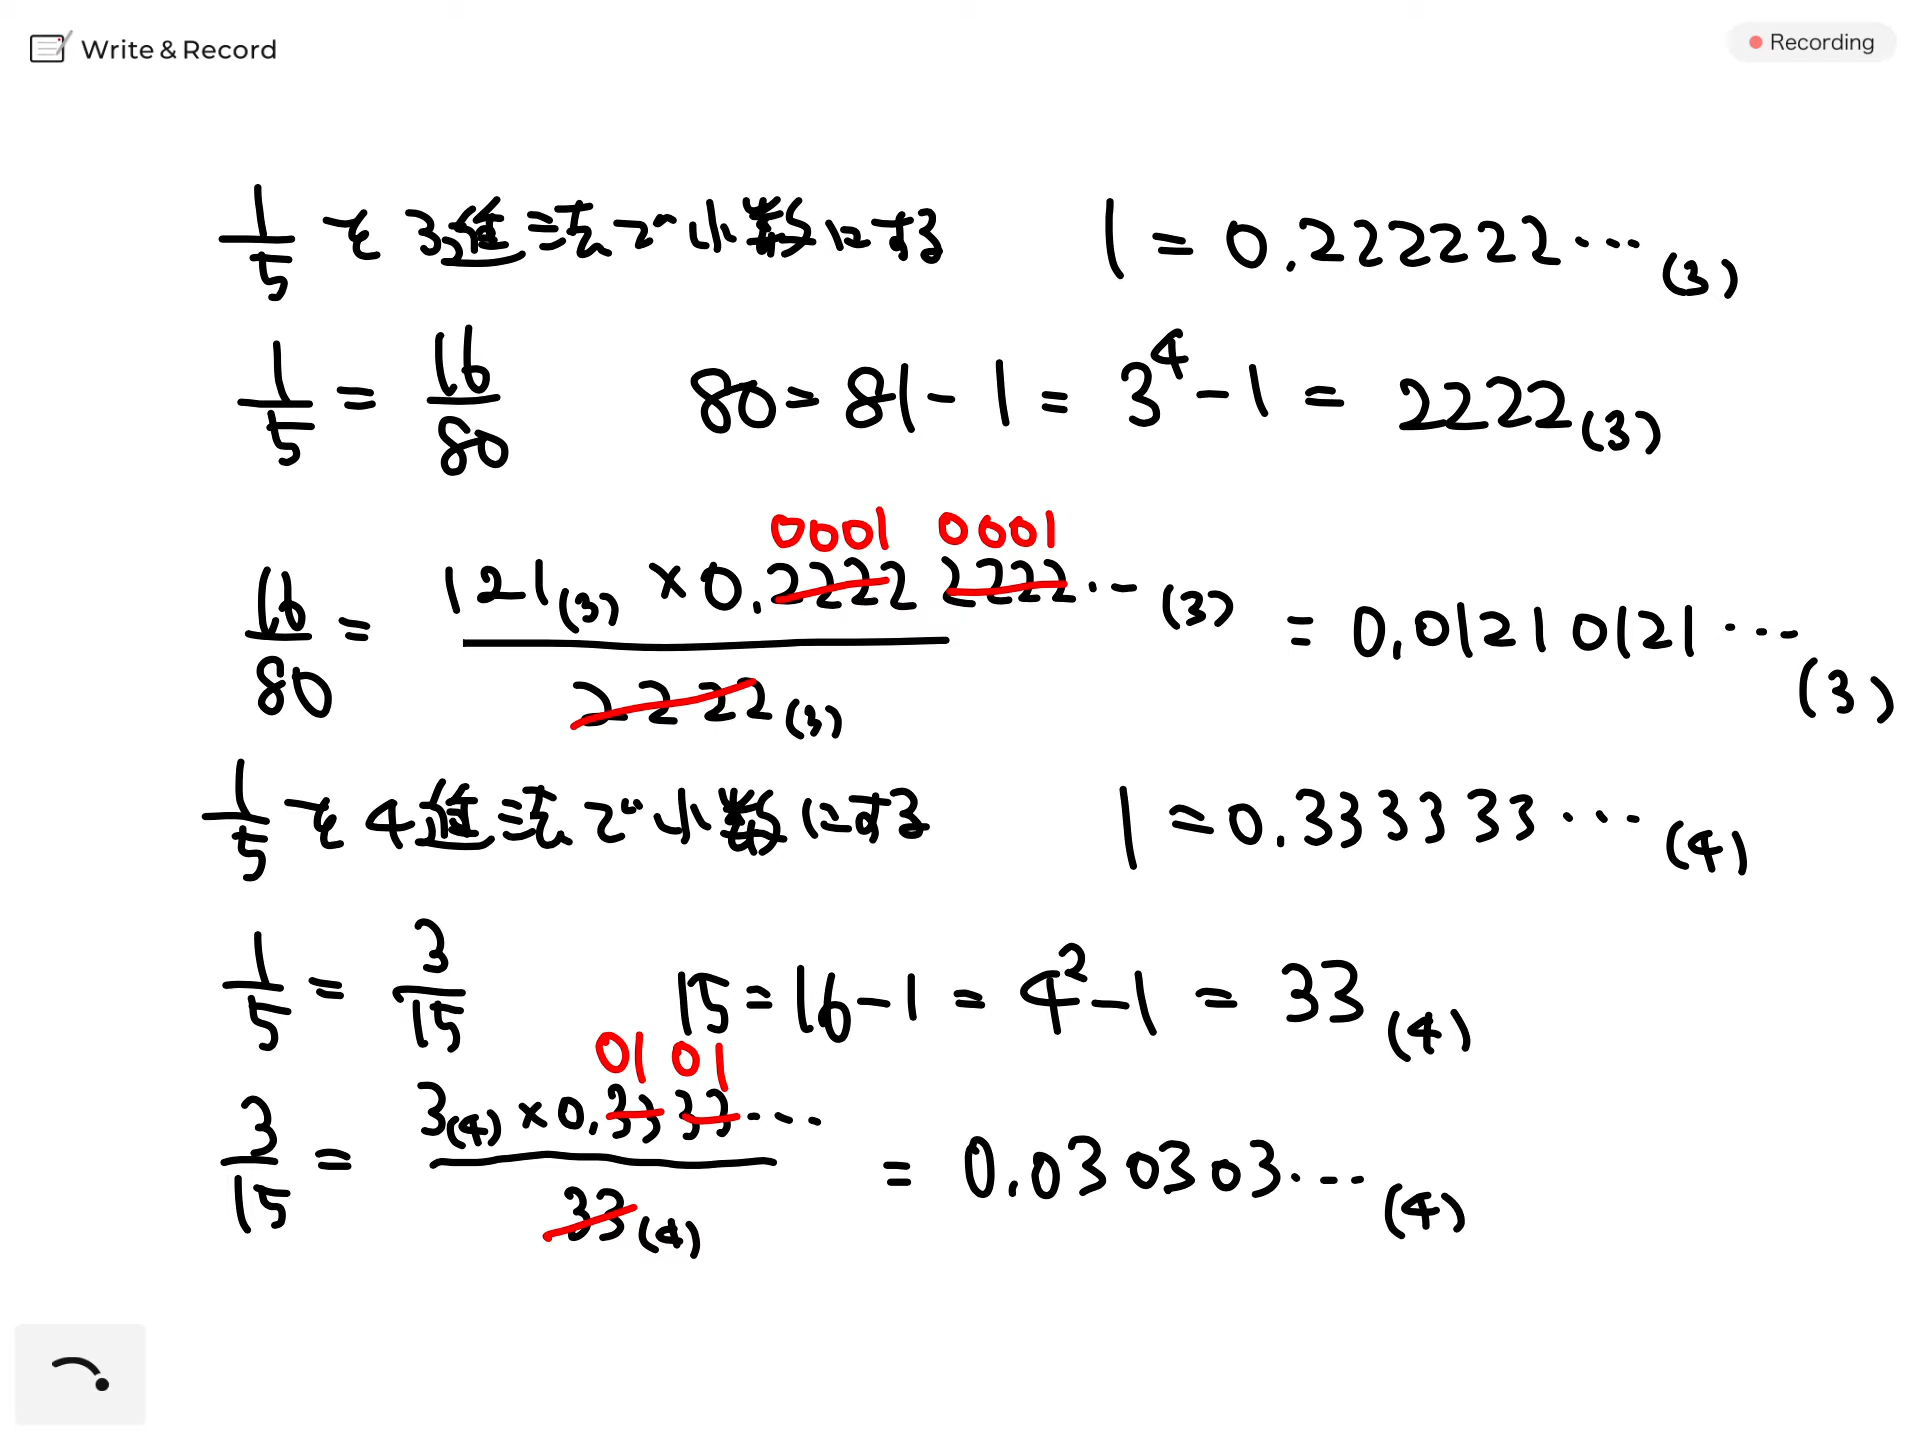 Write & Record
Recording
1/5 を 3進法で小数にする 1 = 0.222222…(3)
1/5 = 16/80 80 = 81 - 1 = 3^4 - 1 = 2222(3)
0001 0001
16/80 = 121(3) × 0.2222 2222…(3) / 2222(3) = 0.01210121…(3)
1/5 を 4進法で小数にする 1 = 0.333333…(4)
1/5 = 3/15 15 = 16 - 1 = 4^2 - 1 = 33(4)
01 01
3/15 = 3(4) × 0.33 33… / 33(4) = 0.030303…(4)